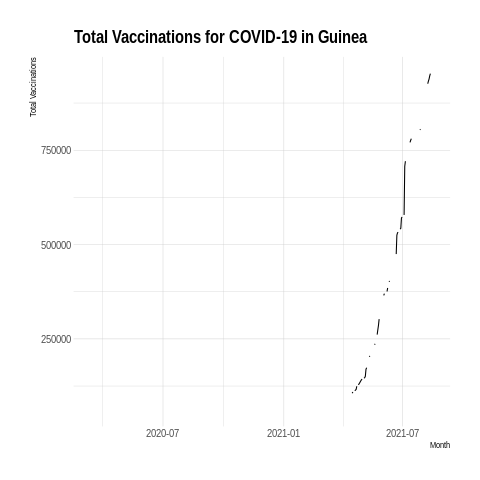 Total Vaccinations for COVID-19 in Guinea
Total Vaccinations
750000
500000
250000
2020-07
2021-01
2021-07
Month